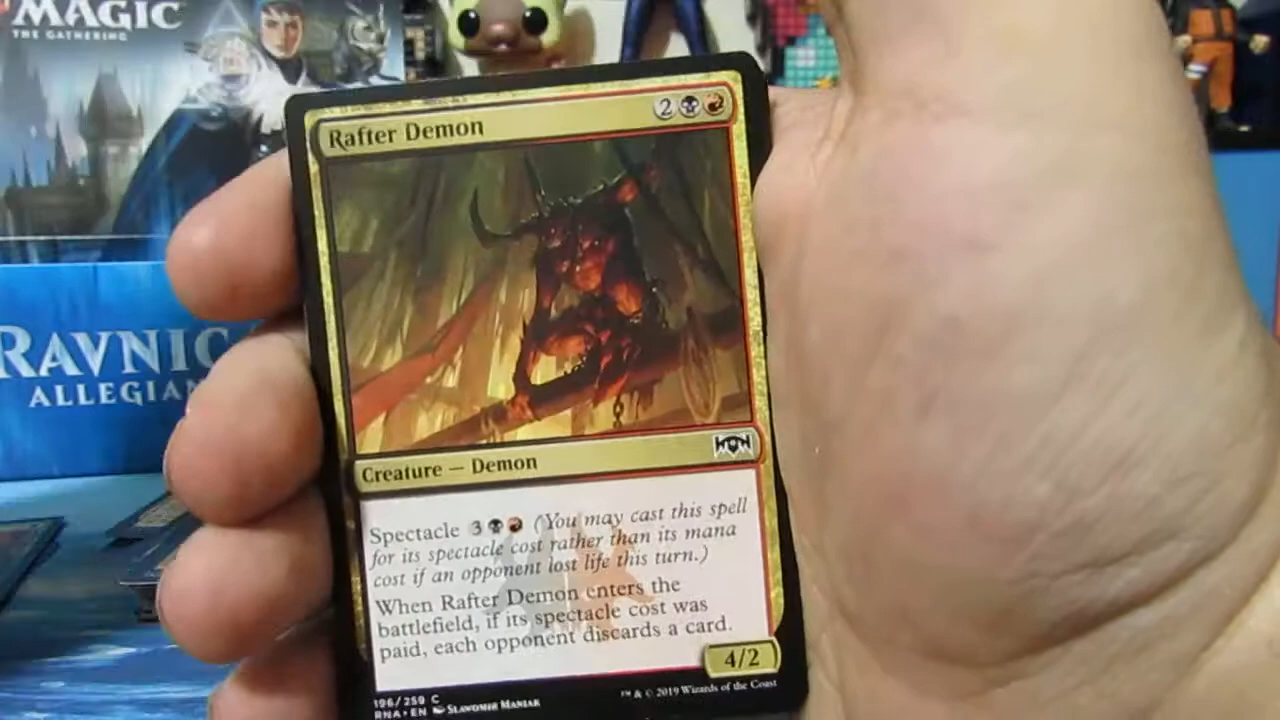 MAGIC
THE GATHERING
RAVNIC
ALLEGIAN
Rafter Demon
2
Creature — Demon
Spectacle 3 (You may cast this spell
for its spectacle cost rather than its mana
cost if an opponent lost life this turn.)
When Rafter Demon enters the
battlefield, if its spectacle cost was
paid, each opponent discards a card.
4/2
196/259 C
RNA • EN SLAWOMIR MANIAK
™ & © 2019 Wizards of the Coast